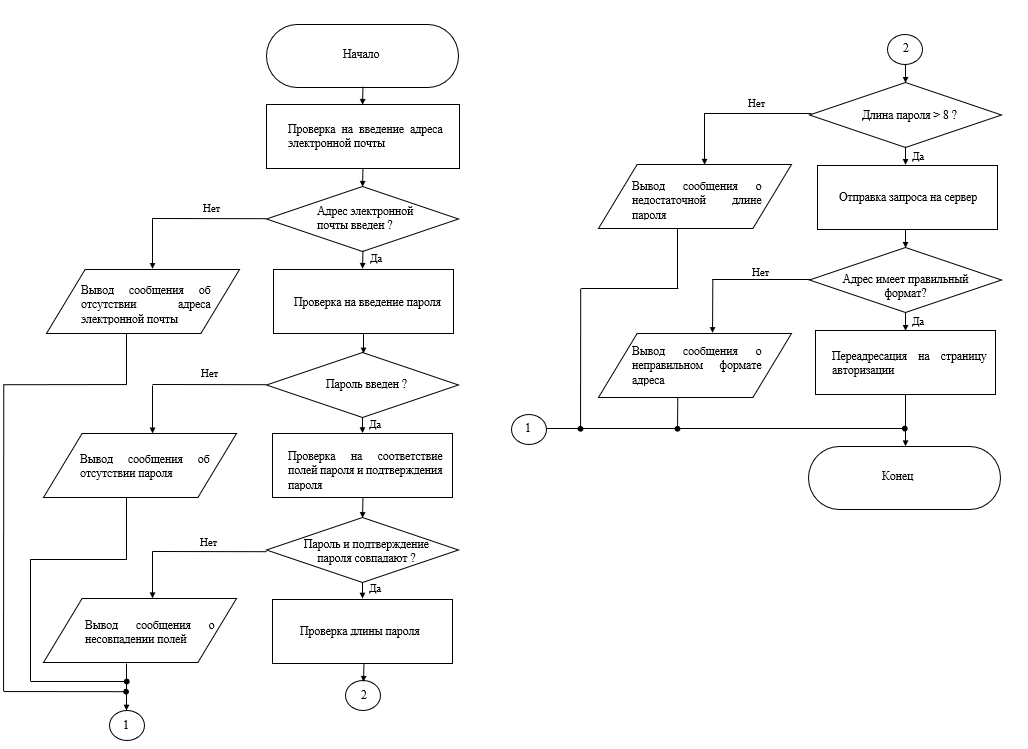 Начало
Проверка на введение адреса
электронной почты
Адрес электронной
почты введен ?
Нет
Да
Вывод сообщения об
отсутствии адреса
электронной почты
Проверка на введение пароля
Пароль введен ?
Нет
Да
Вывод сообщения об
отсутствии пароля
Проверка на соответствие
полей пароля и подтверждения
пароля
Пароль и подтверждение
пароля совпадают ?
Нет
Да
Вывод сообщения о
несовпадении полей
Проверка длины пароля
1
2
2
Длина пароля > 8 ?
Нет
Да
Вывод сообщения о
недостаточной длине
пароля
Отправка запроса на сервер
Адрес имеет правильный
формат?
Нет
Да
Вывод сообщения о
неправильном формате
адреса
Переадресация на страницу
авторизации
1
Конец